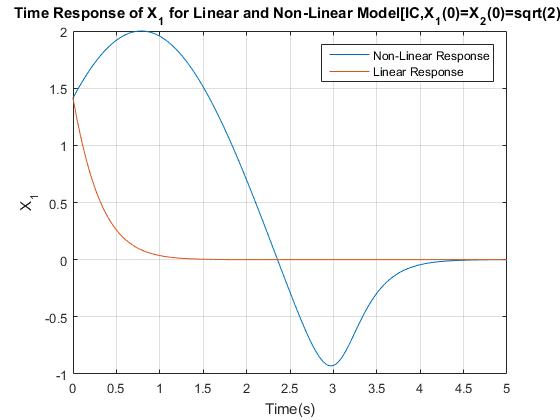 Time Response of X1 for Linear and Non-Linear Model[IC,X1(0)=X2(0)=sqrt(2)
Non-Linear Response
Linear Response
2
1.5
1
0.5
0
-0.5
-1
X1
0 0.5 1 1.5 2 2.5 3 3.5 4 4.5 5
Time(s)